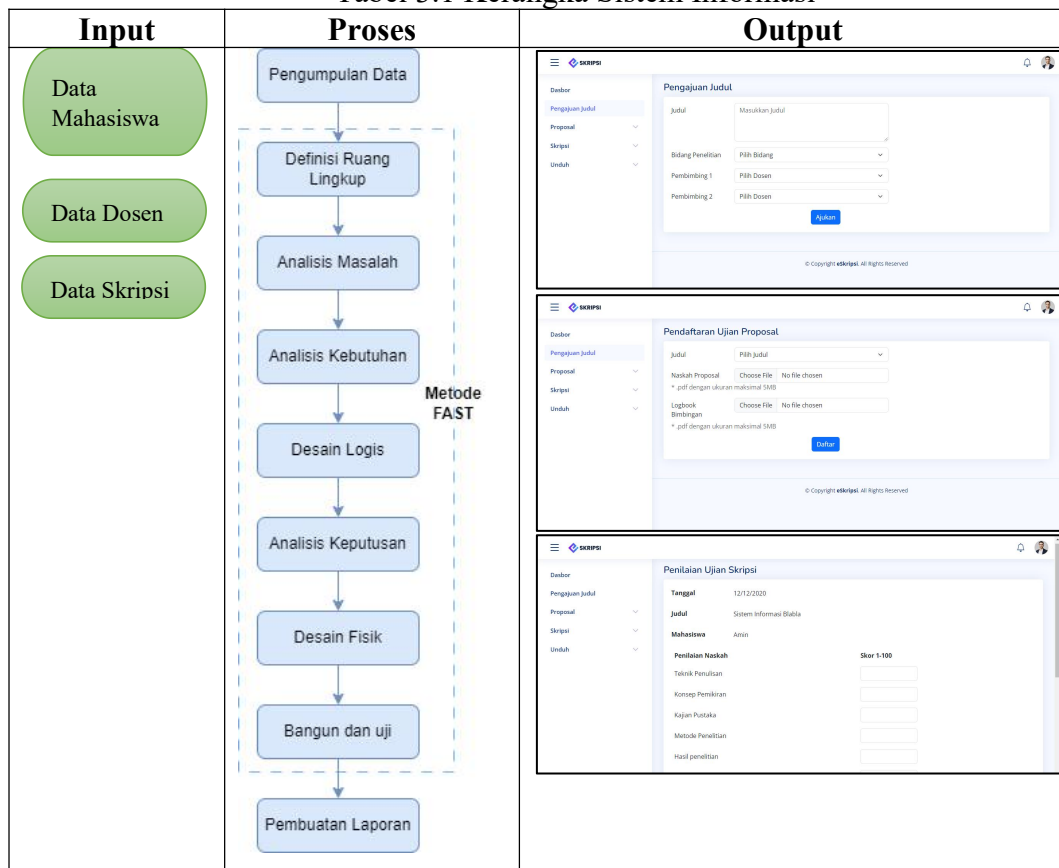 Tabel 3.1 Kerangka Sistem Informasi
Input
Proses
Output
Data
Mahasiswa
Data Dosen
Data Skripsi
Pengumpulan Data
Definisi Ruang
Lingkup
Analisis Masalah
Analisis Kebutuhan
Metode
FAST
Desain Logis
Analisis Keputusan
Desain Fisik
Bangun dan uji
Pembuatan Laporan
SKRIPSI
Dasbor
Pengajuan Judul
Proposal
Skripsi
Unduh
Pengajuan Judul
Judul
Masukkan Judul
Bidang Penelitian
Pilih Bidang
Pembimbing 1
Pilih Dosen
Pembimbing 2
Pilih Dosen
Ajukan
© Copyright eSkripsi. All Rights Reserved
SKRIPSI
Dasbor
Pengajuan Judul
Proposal
Skripsi
Unduh
Pendaftaran Ujian Proposal
Judul
Pilih Judul
Naskah Proposal
Choose File No file chosen
* .pdf dengan ukuran maksimal 5MB
Logbook
Bimbingan
Choose File No file chosen
* .pdf dengan ukuran maksimal 5MB
Daftar
© Copyright eSkripsi. All Rights Reserved
SKRIPSI
Dasbor
Pengajuan Judul
Proposal
Skripsi
Unduh
Penilaian Ujian Skripsi
Tanggal 12/12/2020
Judul Sistem Informasi Blabla
Mahasiswa Amin
Penilaian Naskah Skor 1-100
Teknik Penulisan
Konsep Pemikiran
Kajian Pustaka
Metode Penelitian
Hasil penelitian